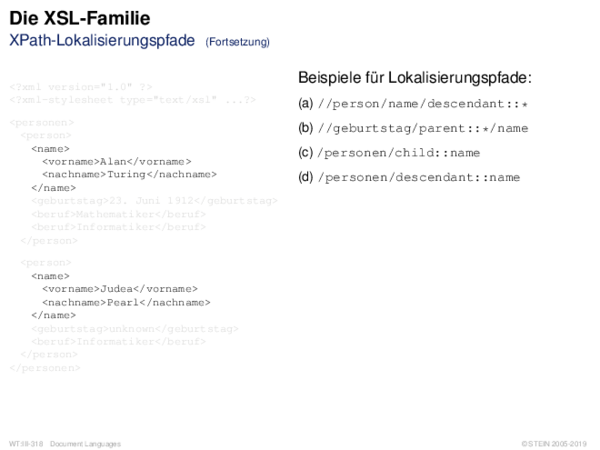 Die XSL-Familie
XPath-Lokalisierungspfade (Fortsetzung)
<?xml version="1.0" ?>
<?xml-stylesheet type="text/xsl" ...?>
<personen>
<person>
<name>
<vorname>Alan</vorname>
<nachname>Turing</nachname>
</name>
<geburtstag>23. Juni 1912</geburtstag>
<beruf>Mathematiker</beruf>
<beruf>Informatiker</beruf>
</person>
<person>
<name>
<vorname>Judea</vorname>
<nachname>Pearl</nachname>
</name>
<geburtstag>unknown</geburtstag>
<beruf>Informatiker</beruf>
</person>
</personen>
Beispiele für Lokalisierungspfade:
(a) //person/name/descendant::*
(b) //geburtstag/parent::*/name
(c) /personen/child::name
(d) /personen/descendant::name
WT:III-318 Document Languages
© STEIN 2005-2019